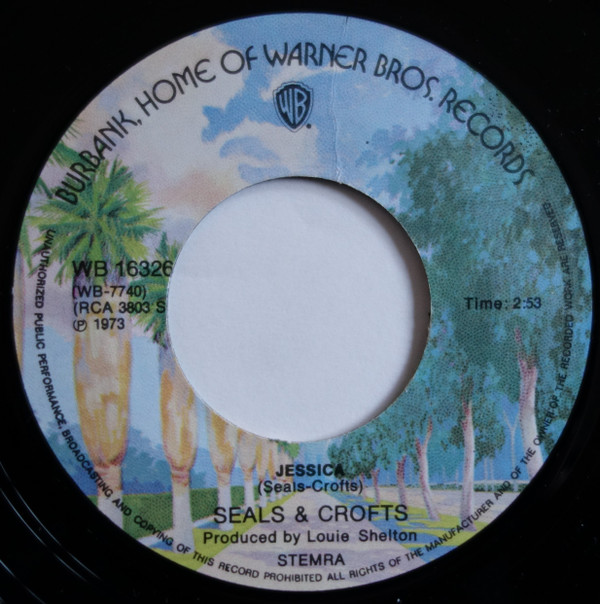 BURBANK, HOME OF WARNER BROS. RECORDS
WB
WB 16326
(WB-7740)
(RCA 3803 S
℗ 1973
Time: 2:53
JESSICA
(Seals-Crofts)
SEALS & CROFTS
Produced by Louie Shelton
STEMRA
UNAUTHORIZED PUBLIC PERFORMANCE, BROADCASTING AND COPYING OF THIS RECORD PROHIBITED ALL RIGHTS OF THE MANUFACTURER AND OF THE OWNER OF THE RECORDED WORK ARE RESERVED